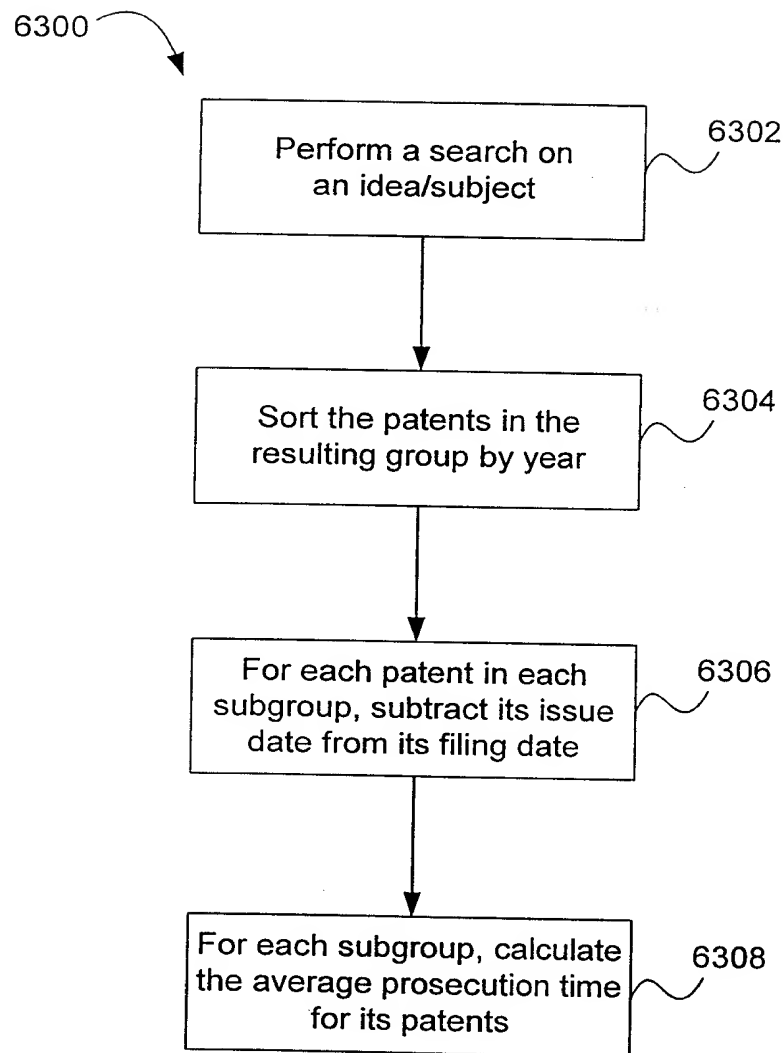 6300
Perform a search on
an idea/subject
6302
Sort the patents in the
resulting group by year
6304
For each patent in each
subgroup, subtract its issue
date from its filing date
6306
For each subgroup, calculate
the average prosecution time
for its patents
6308